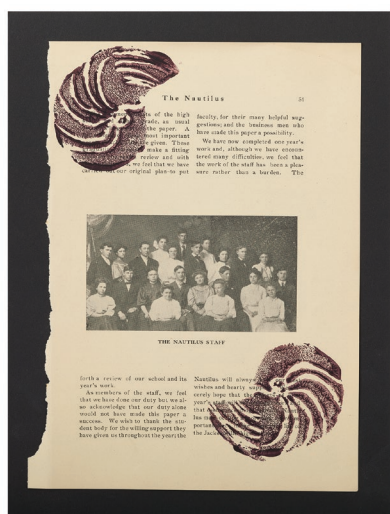 The Nautilus
51
of the high
rade, as usual
the paper. A
most important
given. These
make a fitting
review and with
, we feel that we have
our original plan-to put
faculty, for their many helpful sug-
gestions; and the business men who
have made this paper a possibility.
We have now completed one year's
work and, although we have encoun-
tered many difficulties, we feel that
the work of the staff has been a plea-
sure rather than a burden. The
THE NAUTILUS STAFF
forth a review of our school and its
year's work.
As members of the staff, we feel
that we have done our duty but we al-
so acknowledge that our duty alone
would not have made this paper a
success. We wish to thank the stu-
dent body for the willing support they
have given us throughout the year; the
Nautilus will always
wishes and hearty
cerely hope that the
year's staff
that
the Jackson